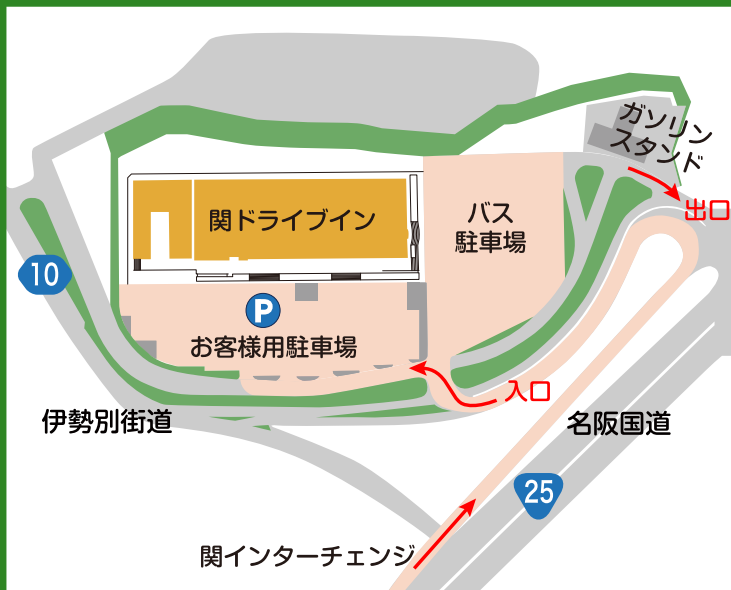 ガソリン
スタンド
出口
関ドライブイン
バス
駐車場
10
P
お客様用駐車場
入口
伊勢別街道
名阪国道
25
関インターチェンジ